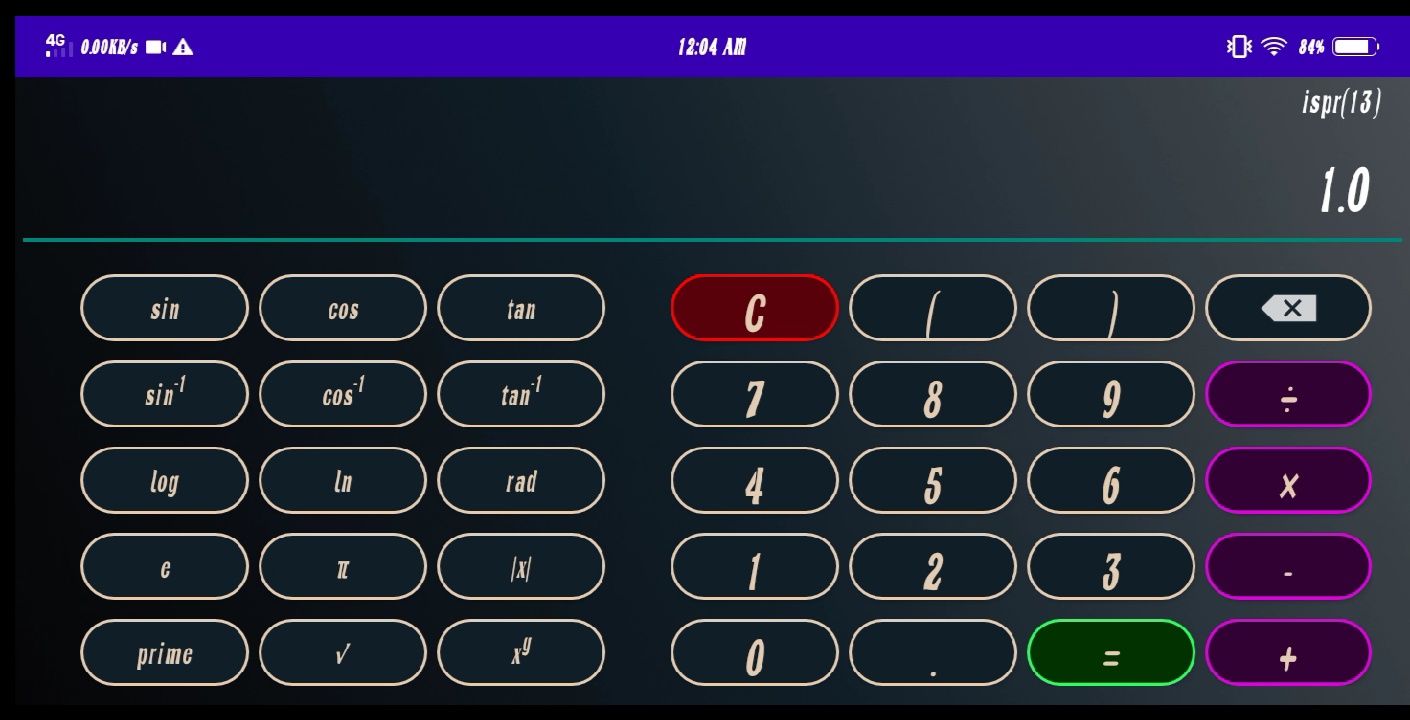 4G 0.00KB/s 12:04 AM 84%
ispr(13)
1.0
sin cos tan C ( )
sin⁻¹ cos⁻¹ tan⁻¹ 7 8 9 ÷
log ln rad 4 5 6 ×
e π |x| 1 2 3 -
prime √ xʸ 0 . = +